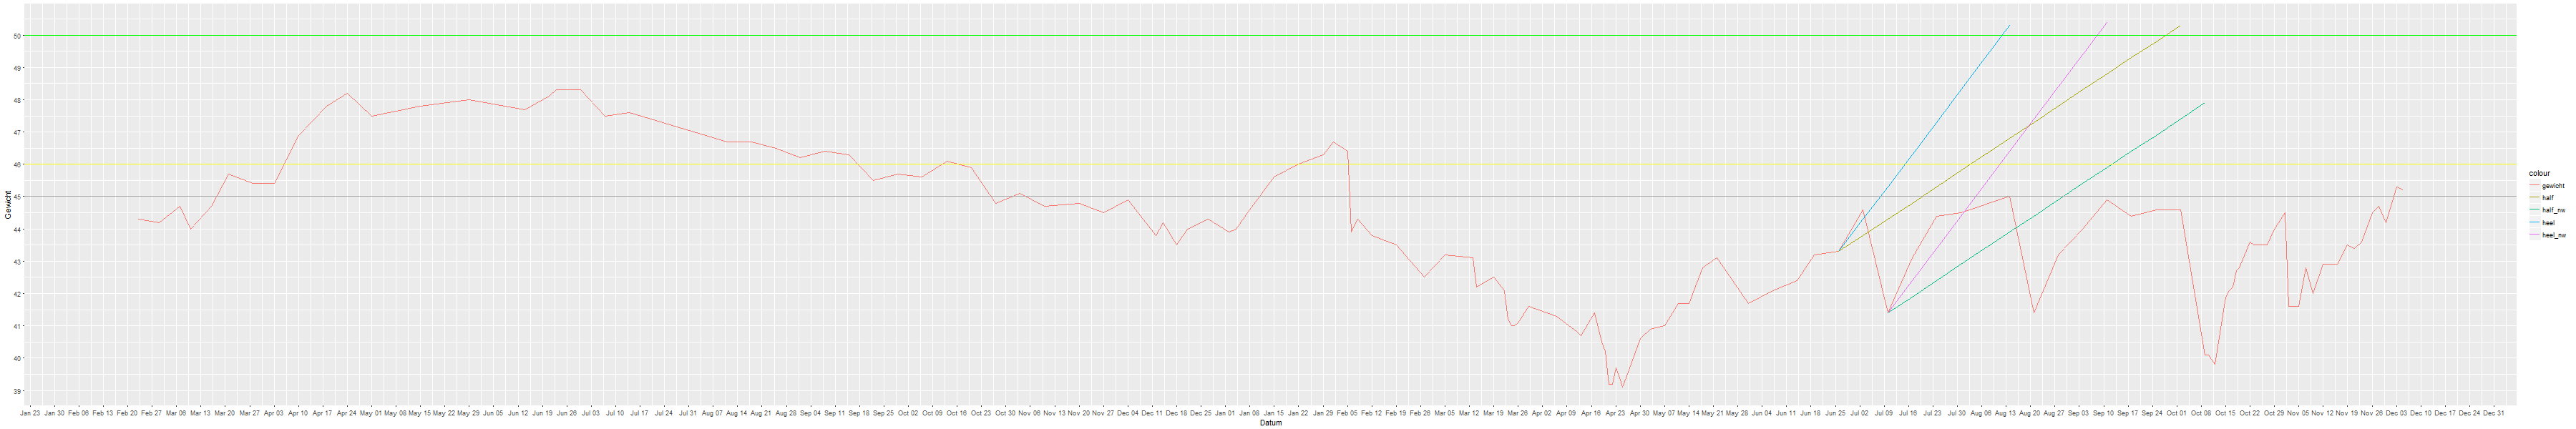 50
49
48
47
46
45
44
43
42
41
40
39
Gewicht
Jan 23 Jan 30 Feb 06 Feb 13 Feb 20 Feb 27 Mar 06 Mar 13 Mar 20 Mar 27 Apr 03 Apr 10 Apr 17 Apr 24 May 01 May 08 May 15 May 22 May 29 Jun 05 Jun 12 Jun 19 Jun 26 Jul 03 Jul 10 Jul 17 Jul 24 Jul 31 Aug 07 Aug 14 Aug 21 Aug 28 Sep 04 Sep 11 Sep 18 Sep 25 Oct 02 Oct 09 Oct 16 Oct 23 Oct 30 Nov 06 Nov 13 Nov 20 Nov 27 Dec 04 Dec 11 Dec 18 Dec 25 Jan 01 Jan 08 Jan 15 Jan 22 Jan 29 Feb 05 Feb 12 Feb 19 Feb 26 Mar 05 Mar 12 Mar 19 Mar 26 Apr 02 Apr 09 Apr 16 Apr 23 Apr 30 May 07 May 14 May 21 May 28 Jun 04 Jun 11 Jun 18 Jun 25 Jul 02 Jul 09 Jul 16 Jul 23 Jul 30 Aug 06 Aug 13 Aug 20 Aug 27 Sep 03 Sep 10 Sep 17 Sep 24 Oct 01 Oct 08 Oct 15 Oct 22 Oct 29 Nov 05 Nov 12 Nov 19 Nov 26 Dec 03 Dec 10 Dec 17 Dec 24 Dec 31
Datum
colour
gewicht
half
half_nw
heel
heel_nw